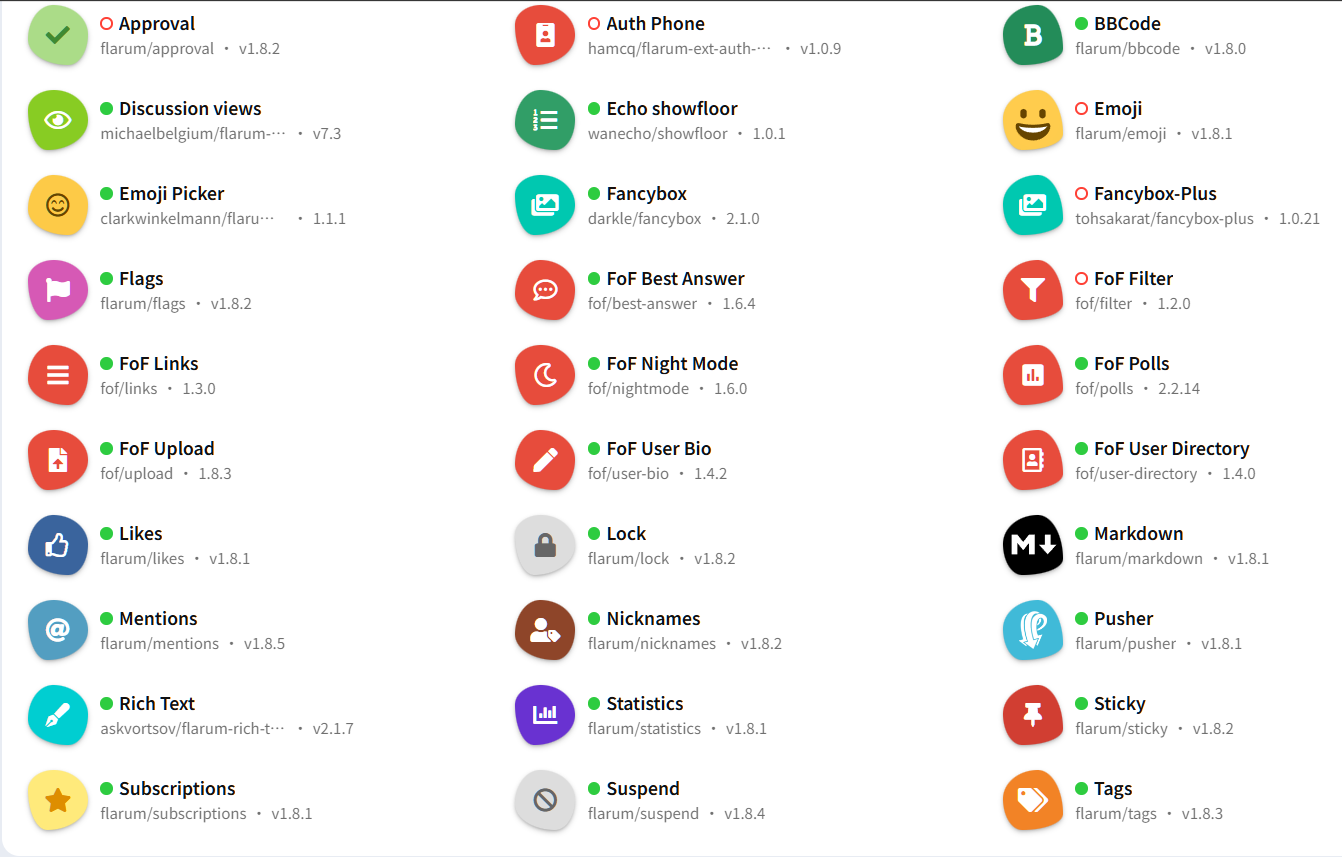 Approval
flarum/approval • v1.8.2
Auth Phone
hamcq/flarum-ext-auth-··· • v1.0.9
BBCode
flarum/bbcode • v1.8.0
Discussion views
michaelbelgium/flarum-··· • v7.3
Echo showfloor
wanecho/showfloor • 1.0.1
Emoji
flarum/emoji • v1.8.1
Emoji Picker
clarkwinkelmann/flaru··· • 1.1.1
Fancybox
darkle/fancybox • 2.1.0
Fancybox-Plus
tohsakarat/fancybox-plus • 1.0.21
Flags
flarum/flags • v1.8.2
FoF Best Answer
fof/best-answer • 1.6.4
FoF Filter
fof/filter • 1.2.0
FoF Links
fof/links • 1.3.0
FoF Night Mode
fof/nightmode • 1.6.0
FoF Polls
fof/polls • 2.2.14
FoF Upload
fof/upload • 1.8.3
FoF User Bio
fof/user-bio • 1.4.2
FoF User Directory
fof/user-directory • 1.4.0
Likes
flarum/likes • v1.8.1
Lock
flarum/lock • v1.8.2
Markdown
flarum/markdown • v1.8.1
Mentions
flarum/mentions • v1.8.5
Nicknames
flarum/nicknames • v1.8.2
Pusher
flarum/pusher • v1.8.1
Rich Text
askvortsov/flarum-rich-t··· • v2.1.7
Statistics
flarum/statistics • v1.8.1
Sticky
flarum/sticky • v1.8.2
Subscriptions
flarum/subscriptions • v1.8.1
Suspend
flarum/suspend • v1.8.4
Tags
flarum/tags • v1.8.3